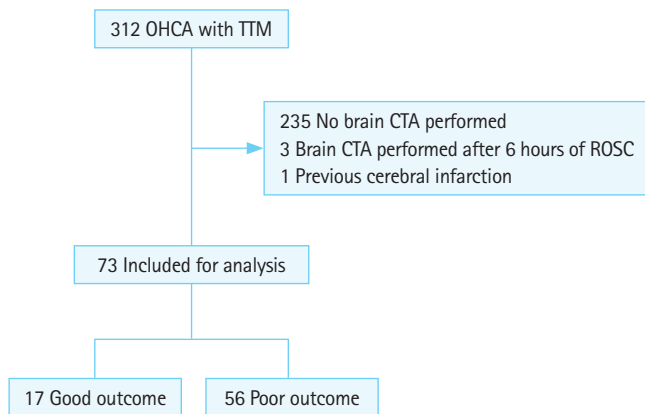 312 OHCA with TTM
235 No brain CTA performed
3 Brain CTA performed after 6 hours of ROSC
1 Previous cerebral infarction
73 Included for analysis
17 Good outcome
56 Poor outcome